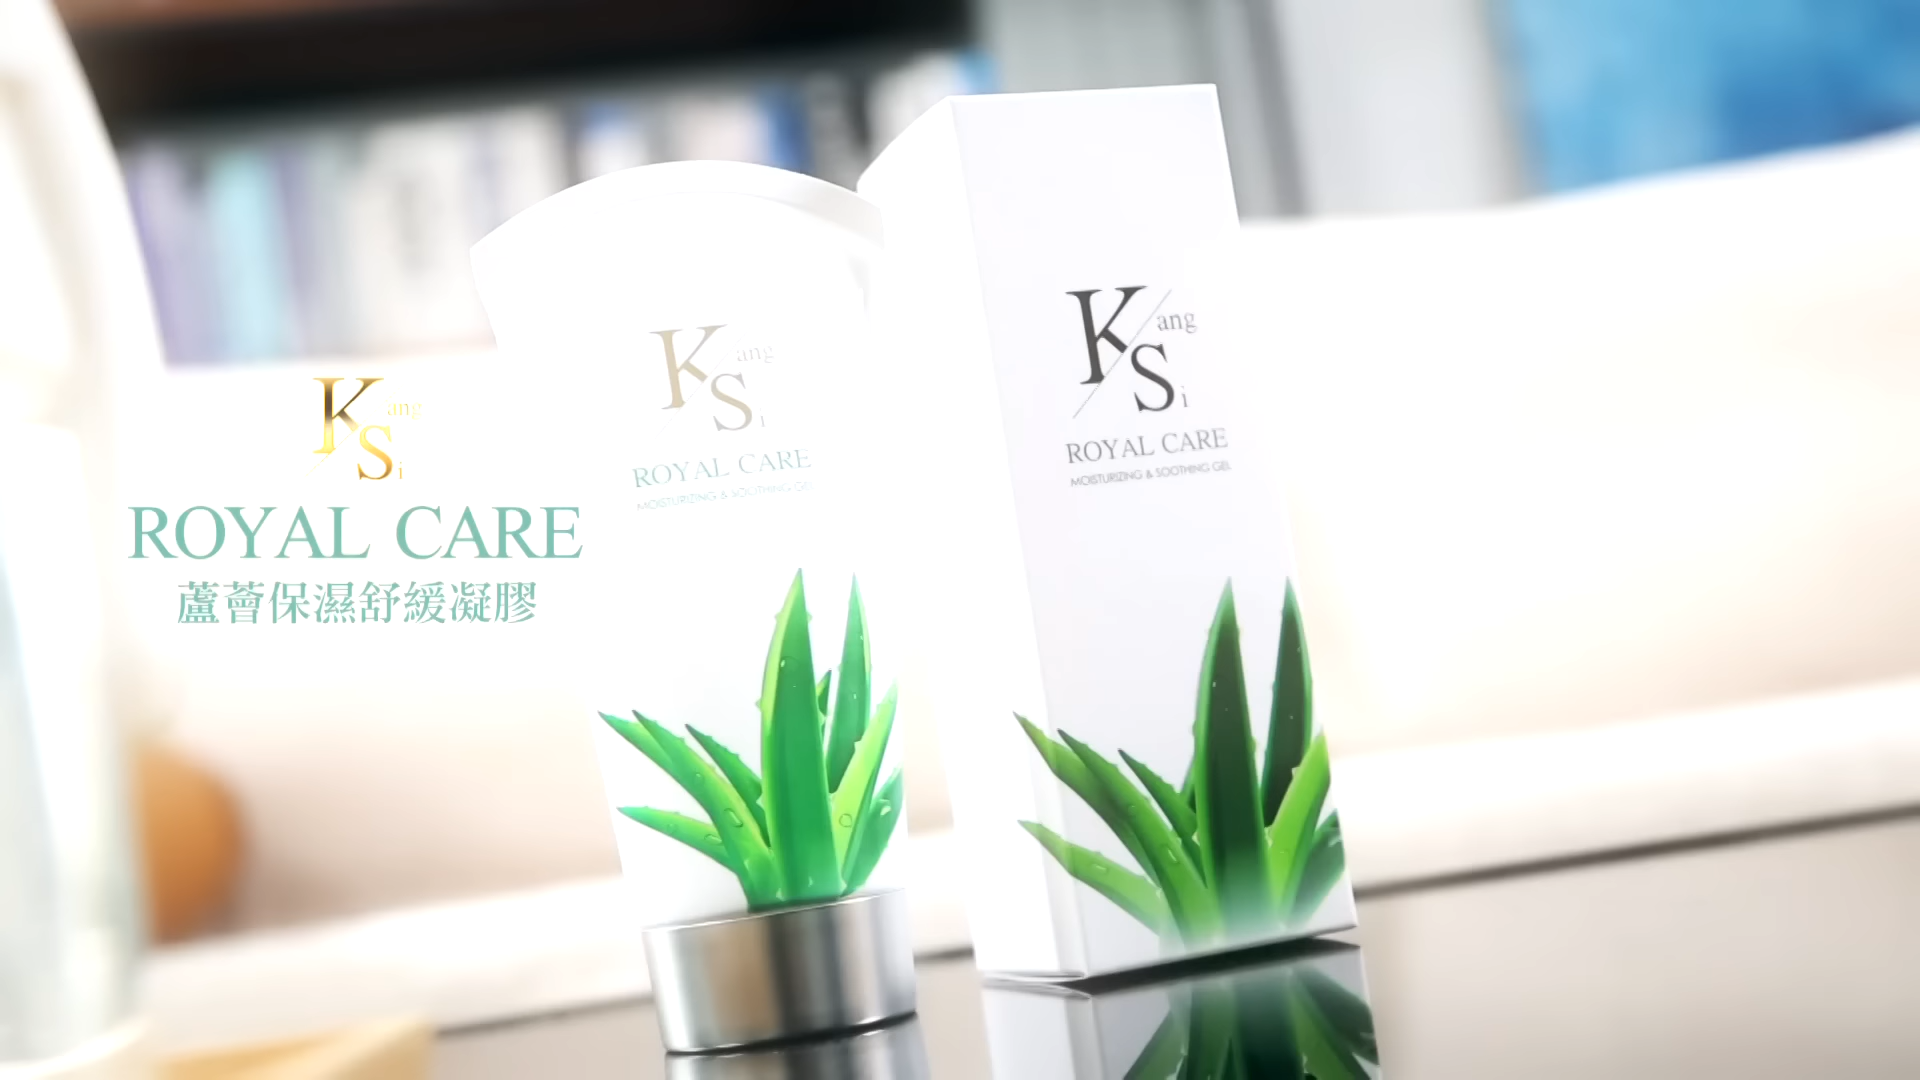 Kang
Si
ROYAL CARE
蘆薈保濕舒緩凝膠
Kang
Si
ROYAL CARE
MOISTURIZING & SOOTHING GEL
Kang
Si
ROYAL CARE
MOISTURIZING & SOOTHING GEL